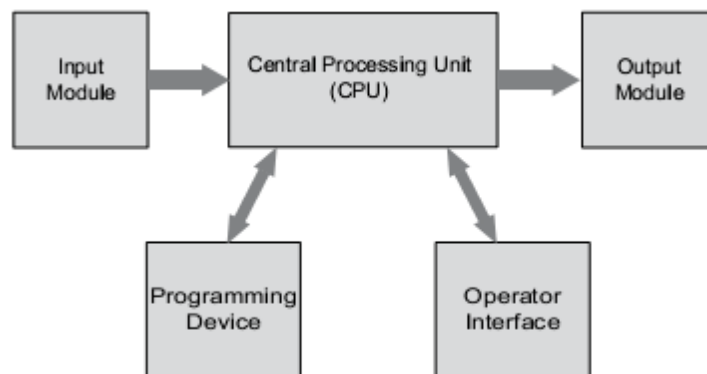 Input
Module
Central Processing Unit
(CPU)
Output
Module
Programming
Device
Operator
Interface